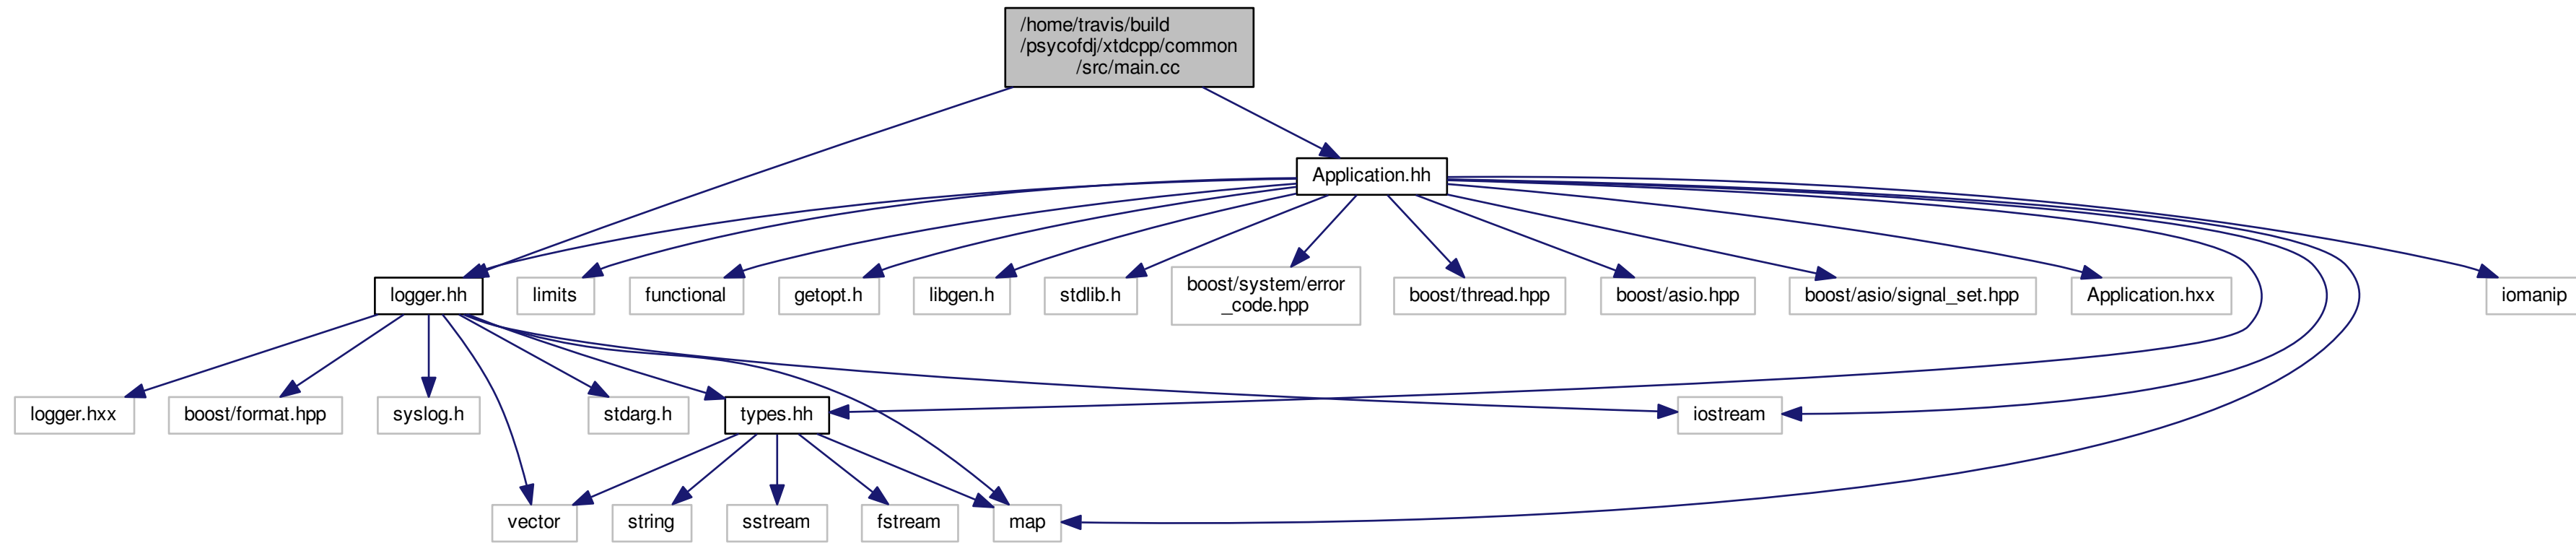 /home/travis/build
/psycofdj/xtdcpp/common
/src/main.cc
Application.hh
logger.hh
limits
functional
getopt.h
libgen.h
stdlib.h
boost/system/error
_code.hpp
boost/thread.hpp
boost/asio.hpp
boost/asio/signal_set.hpp
Application.hxx
iomanip
logger.hxx
boost/format.hpp
syslog.h
stdarg.h
types.hh
iostream
vector
string
sstream
fstream
map